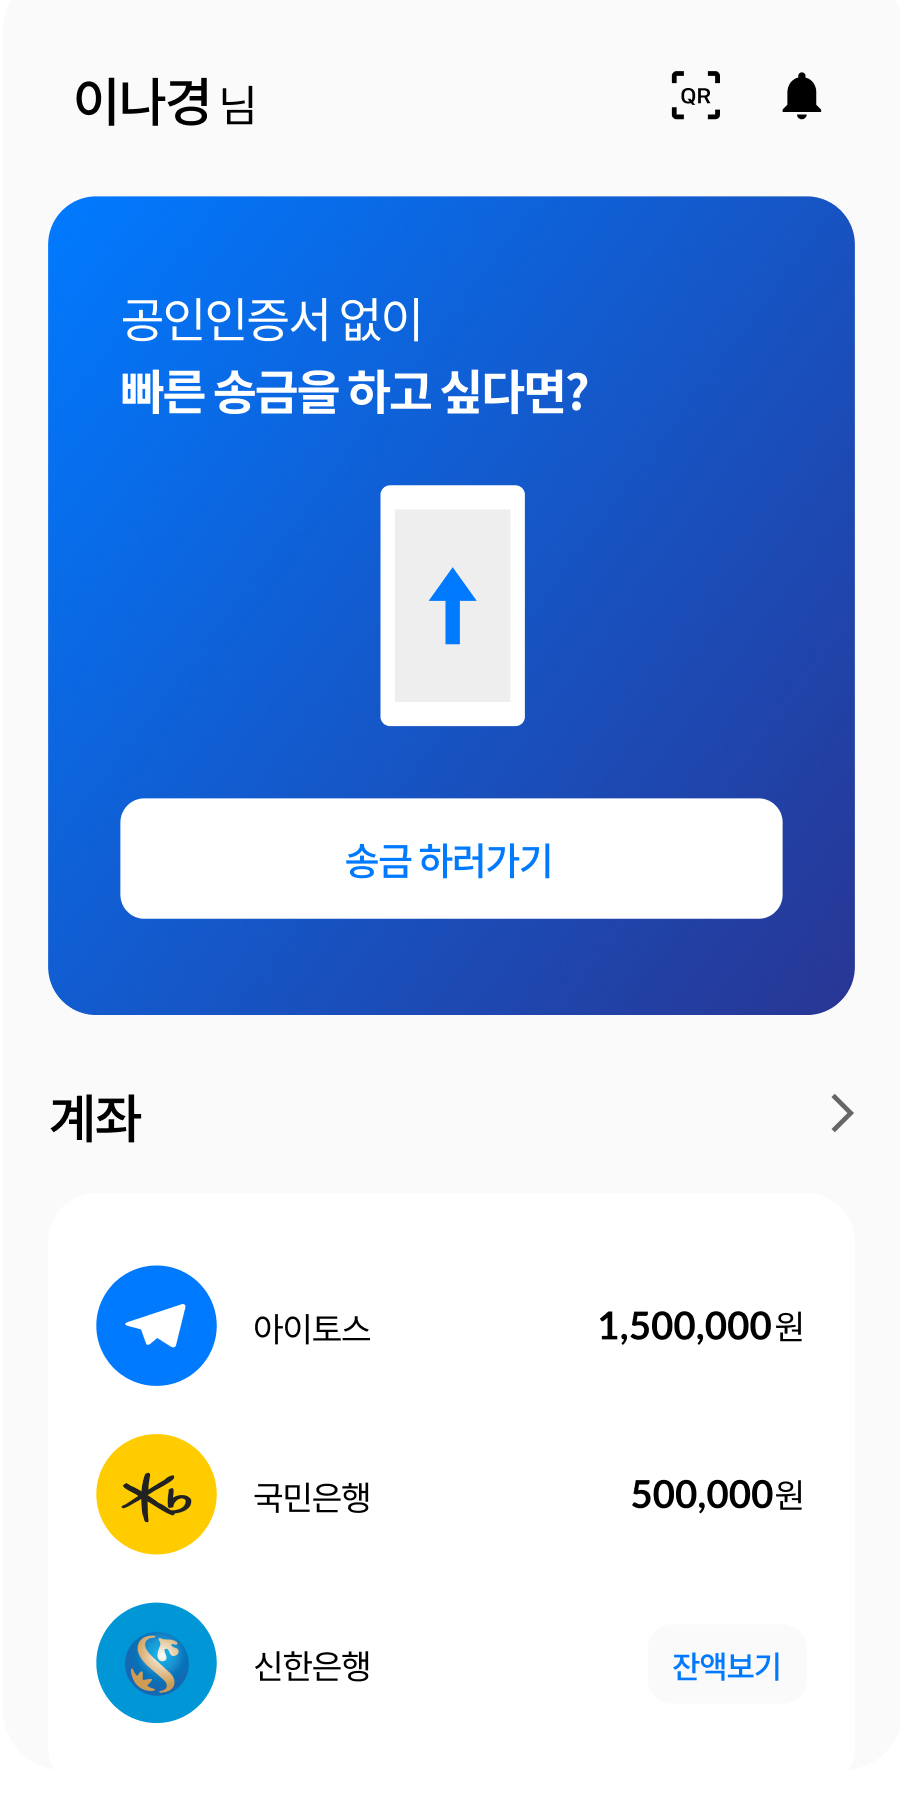 이나경 님
QR
공인인증서 없이
빠른 송금을 하고 싶다면?
송금 하러가기
계좌
아이토스 1,500,000원
국민은행 500,000원
신한은행 잔액보기